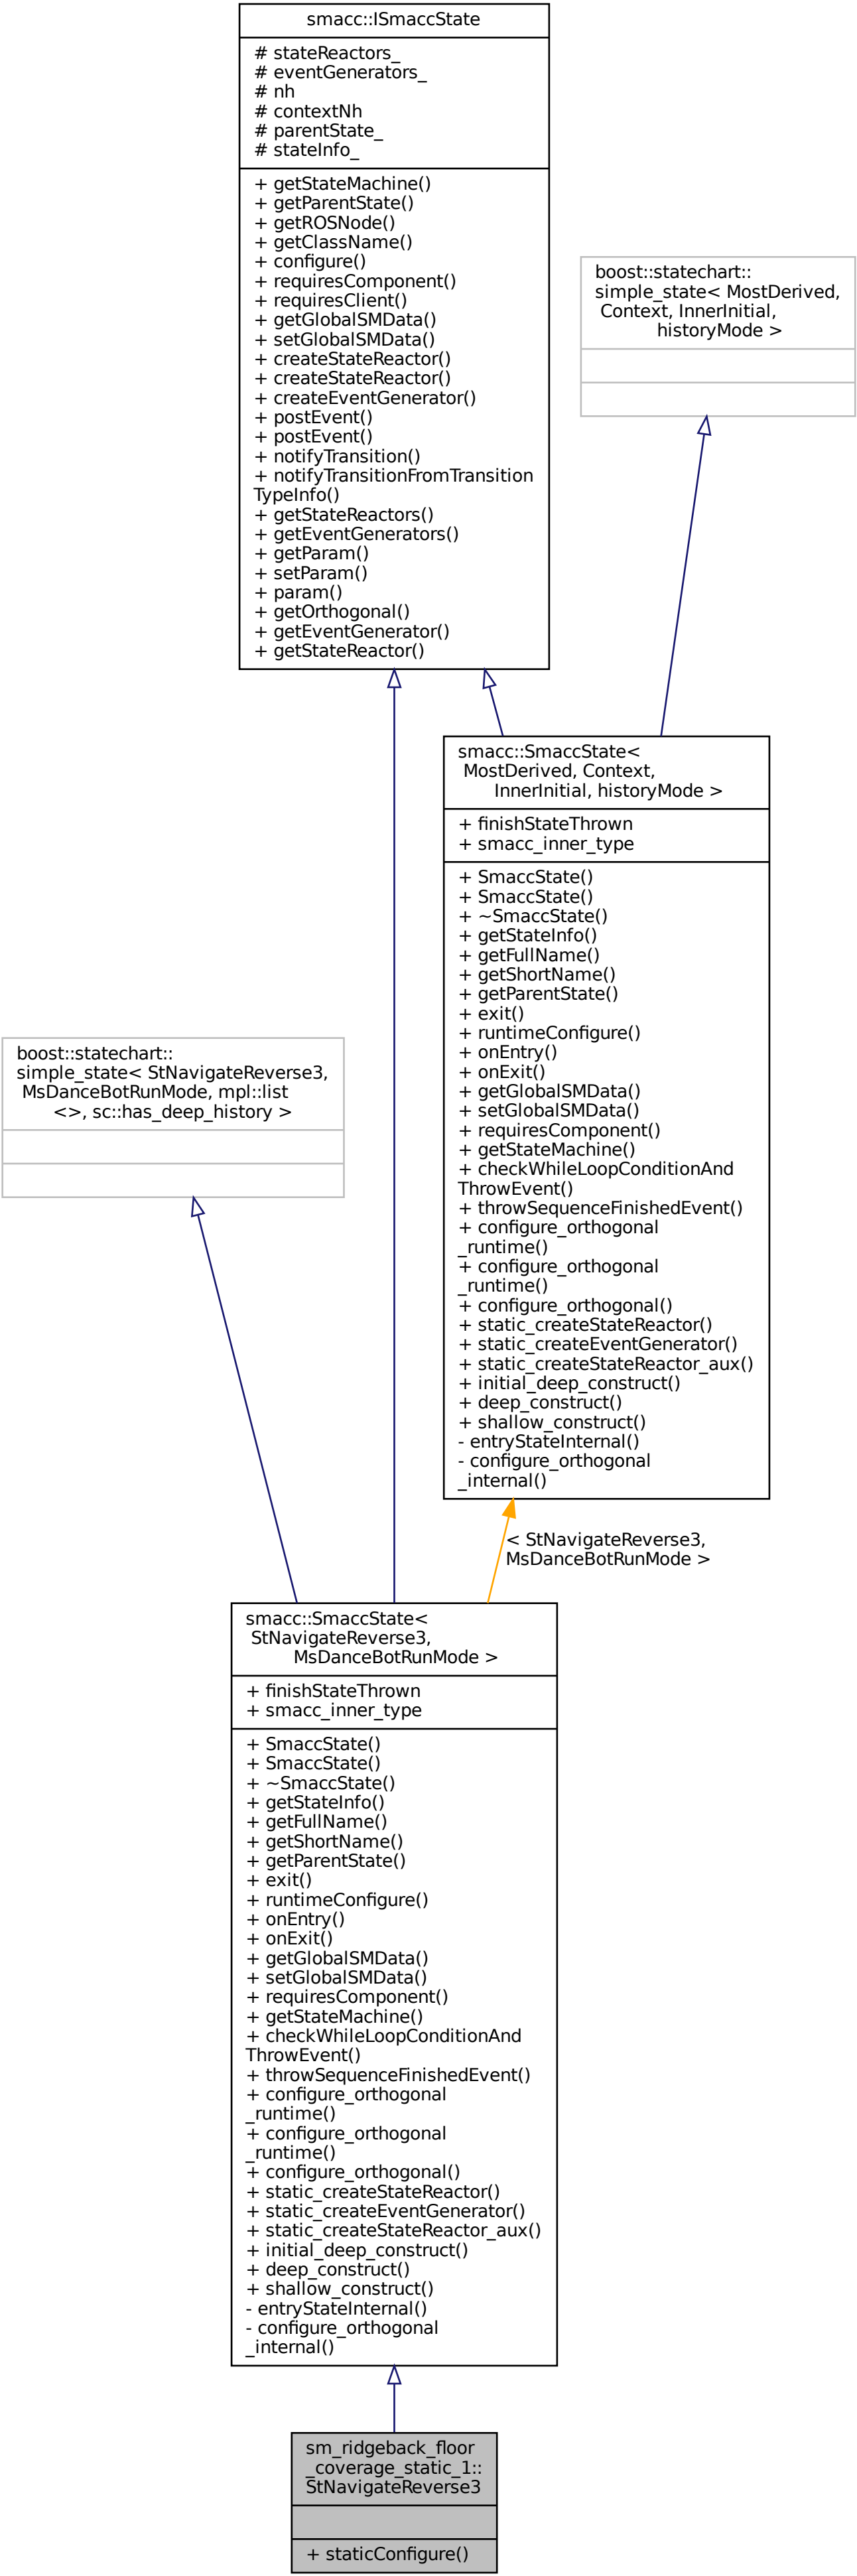 smacc::ISmaccState
# stateReactors_
# eventGenerators_
# nh
# contextNh
# parentState_
# stateInfo_
+ getStateMachine()
+ getParentState()
+ getROSNode()
+ getClassName()
+ configure()
+ requiresComponent()
+ requiresClient()
+ getGlobalSMData()
+ setGlobalSMData()
+ createStateReactor()
+ createStateReactor()
+ createEventGenerator()
+ postEvent()
+ postEvent()
+ notifyTransition()
+ notifyTransitionFromTransition
TypeInfo()
+ getStateReactors()
+ getEventGenerators()
+ getParam()
+ setParam()
+ param()
+ getOrthogonal()
+ getEventGenerator()
+ getStateReactor()
boost::statechart::
simple_state< MostDerived,
Context, InnerInitial,
historyMode >
smacc::SmaccState<
MostDerived, Context,
InnerInitial, historyMode >
+ finishStateThrown
+ smacc_inner_type
+ SmaccState()
+ SmaccState()
+ ~SmaccState()
+ getStateInfo()
+ getFullName()
+ getShortName()
+ getParentState()
+ exit()
+ runtimeConfigure()
+ onEntry()
+ onExit()
+ getGlobalSMData()
+ setGlobalSMData()
+ requiresComponent()
+ getStateMachine()
+ checkWhileLoopConditionAnd
ThrowEvent()
+ throwSequenceFinishedEvent()
+ configure_orthogonal
_runtime()
+ configure_orthogonal
_runtime()
+ configure_orthogonal()
+ static_createStateReactor()
+ static_createEventGenerator()
+ static_createStateReactor_aux()
+ initial_deep_construct()
+ deep_construct()
+ shallow_construct()
- entryStateInternal()
- configure_orthogonal
_internal()
boost::statechart::
simple_state< StNavigateReverse3,
MsDanceBotRunMode, mpl::list
<>, sc::has_deep_history >
< StNavigateReverse3,
MsDanceBotRunMode >
smacc::SmaccState<
StNavigateReverse3,
MsDanceBotRunMode >
+ finishStateThrown
+ smacc_inner_type
+ SmaccState()
+ SmaccState()
+ ~SmaccState()
+ getStateInfo()
+ getFullName()
+ getShortName()
+ getParentState()
+ exit()
+ runtimeConfigure()
+ onEntry()
+ onExit()
+ getGlobalSMData()
+ setGlobalSMData()
+ requiresComponent()
+ getStateMachine()
+ checkWhileLoopConditionAnd
ThrowEvent()
+ throwSequenceFinishedEvent()
+ configure_orthogonal
_runtime()
+ configure_orthogonal
_runtime()
+ configure_orthogonal()
+ static_createStateReactor()
+ static_createEventGenerator()
+ static_createStateReactor_aux()
+ initial_deep_construct()
+ deep_construct()
+ shallow_construct()
- entryStateInternal()
- configure_orthogonal
_internal()
sm_ridgeback_floor
_coverage_static_1::
StNavigateReverse3
+ staticConfigure()